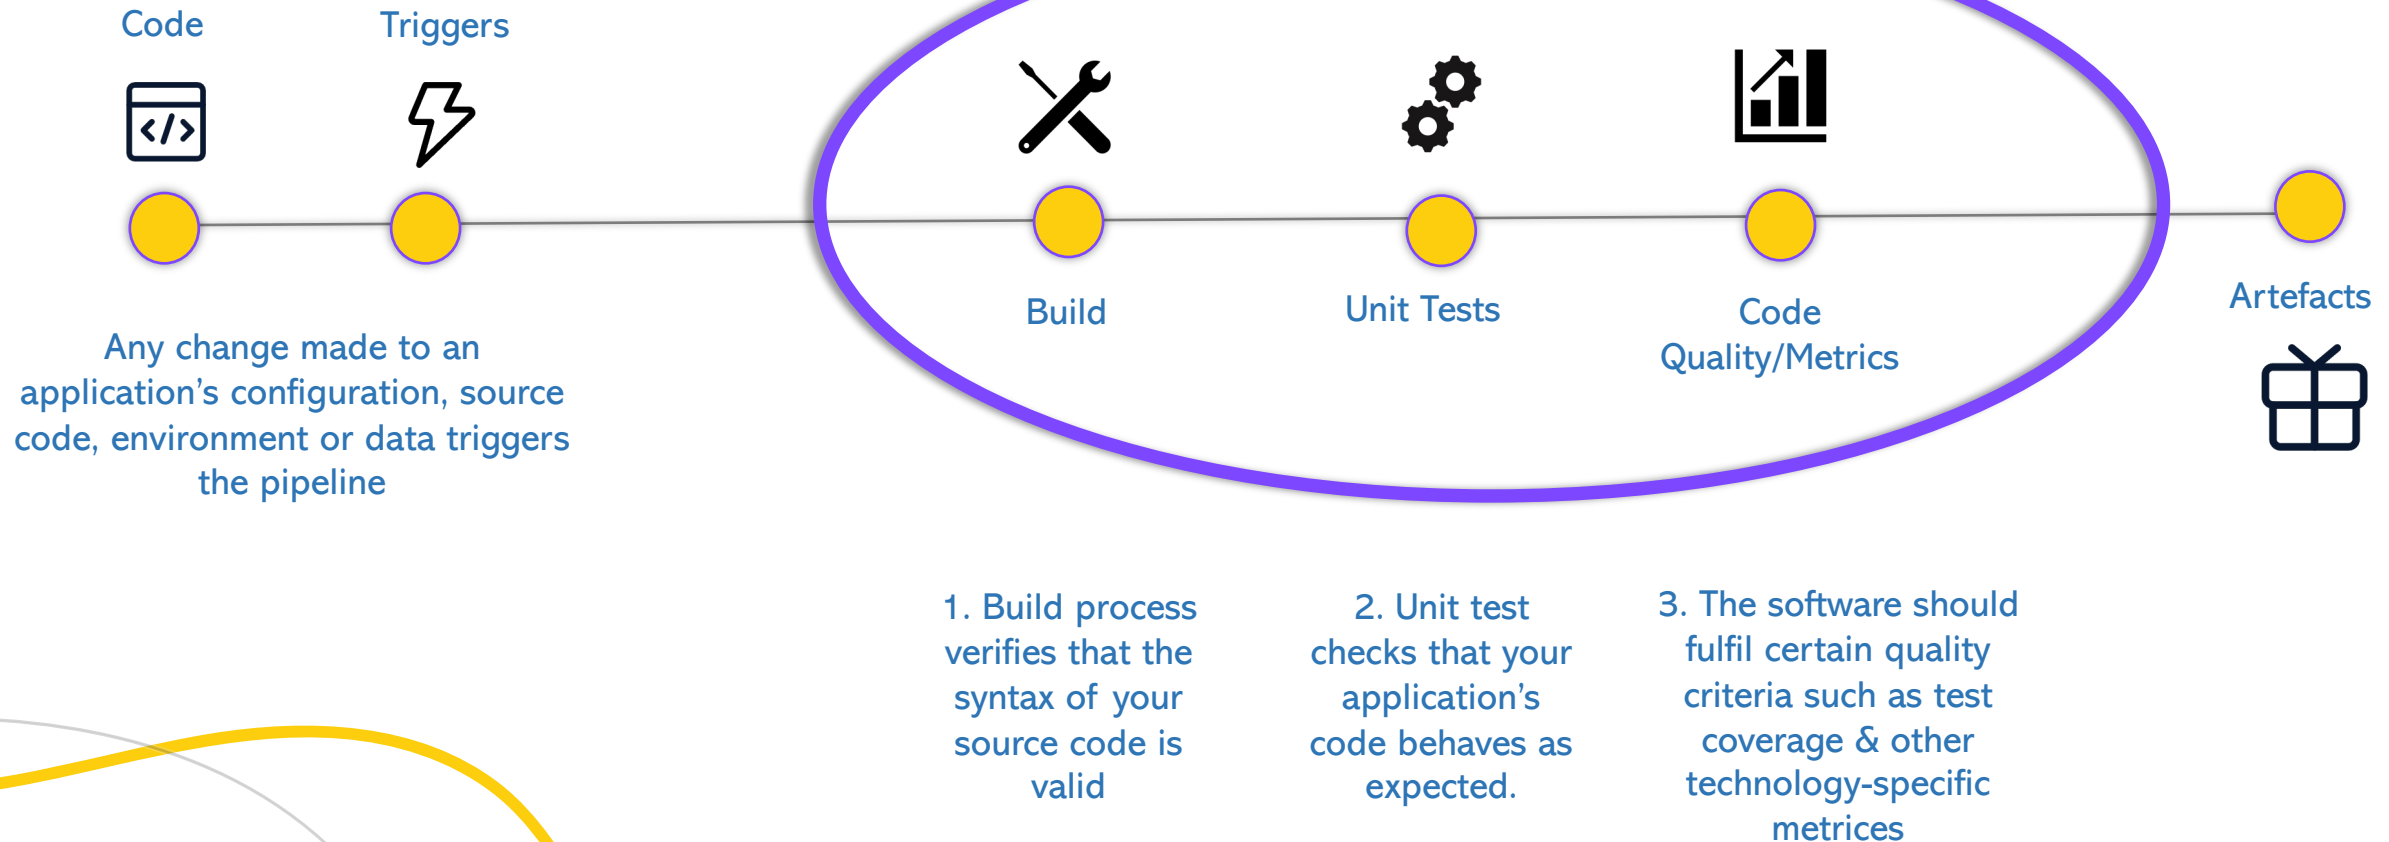 Code
Triggers
Any change made to an
application's configuration, source
code, environment or data triggers
the pipeline
Build
Unit Tests
Code
Quality/Metrics
Artefacts
1. Build process
verifies that the
syntax of your
source code is
valid
2. Unit test
checks that your
application's
code behaves as
expected.
3. The software should
fulfil certain quality
criteria such as test
coverage & other
technology-specific
metrices